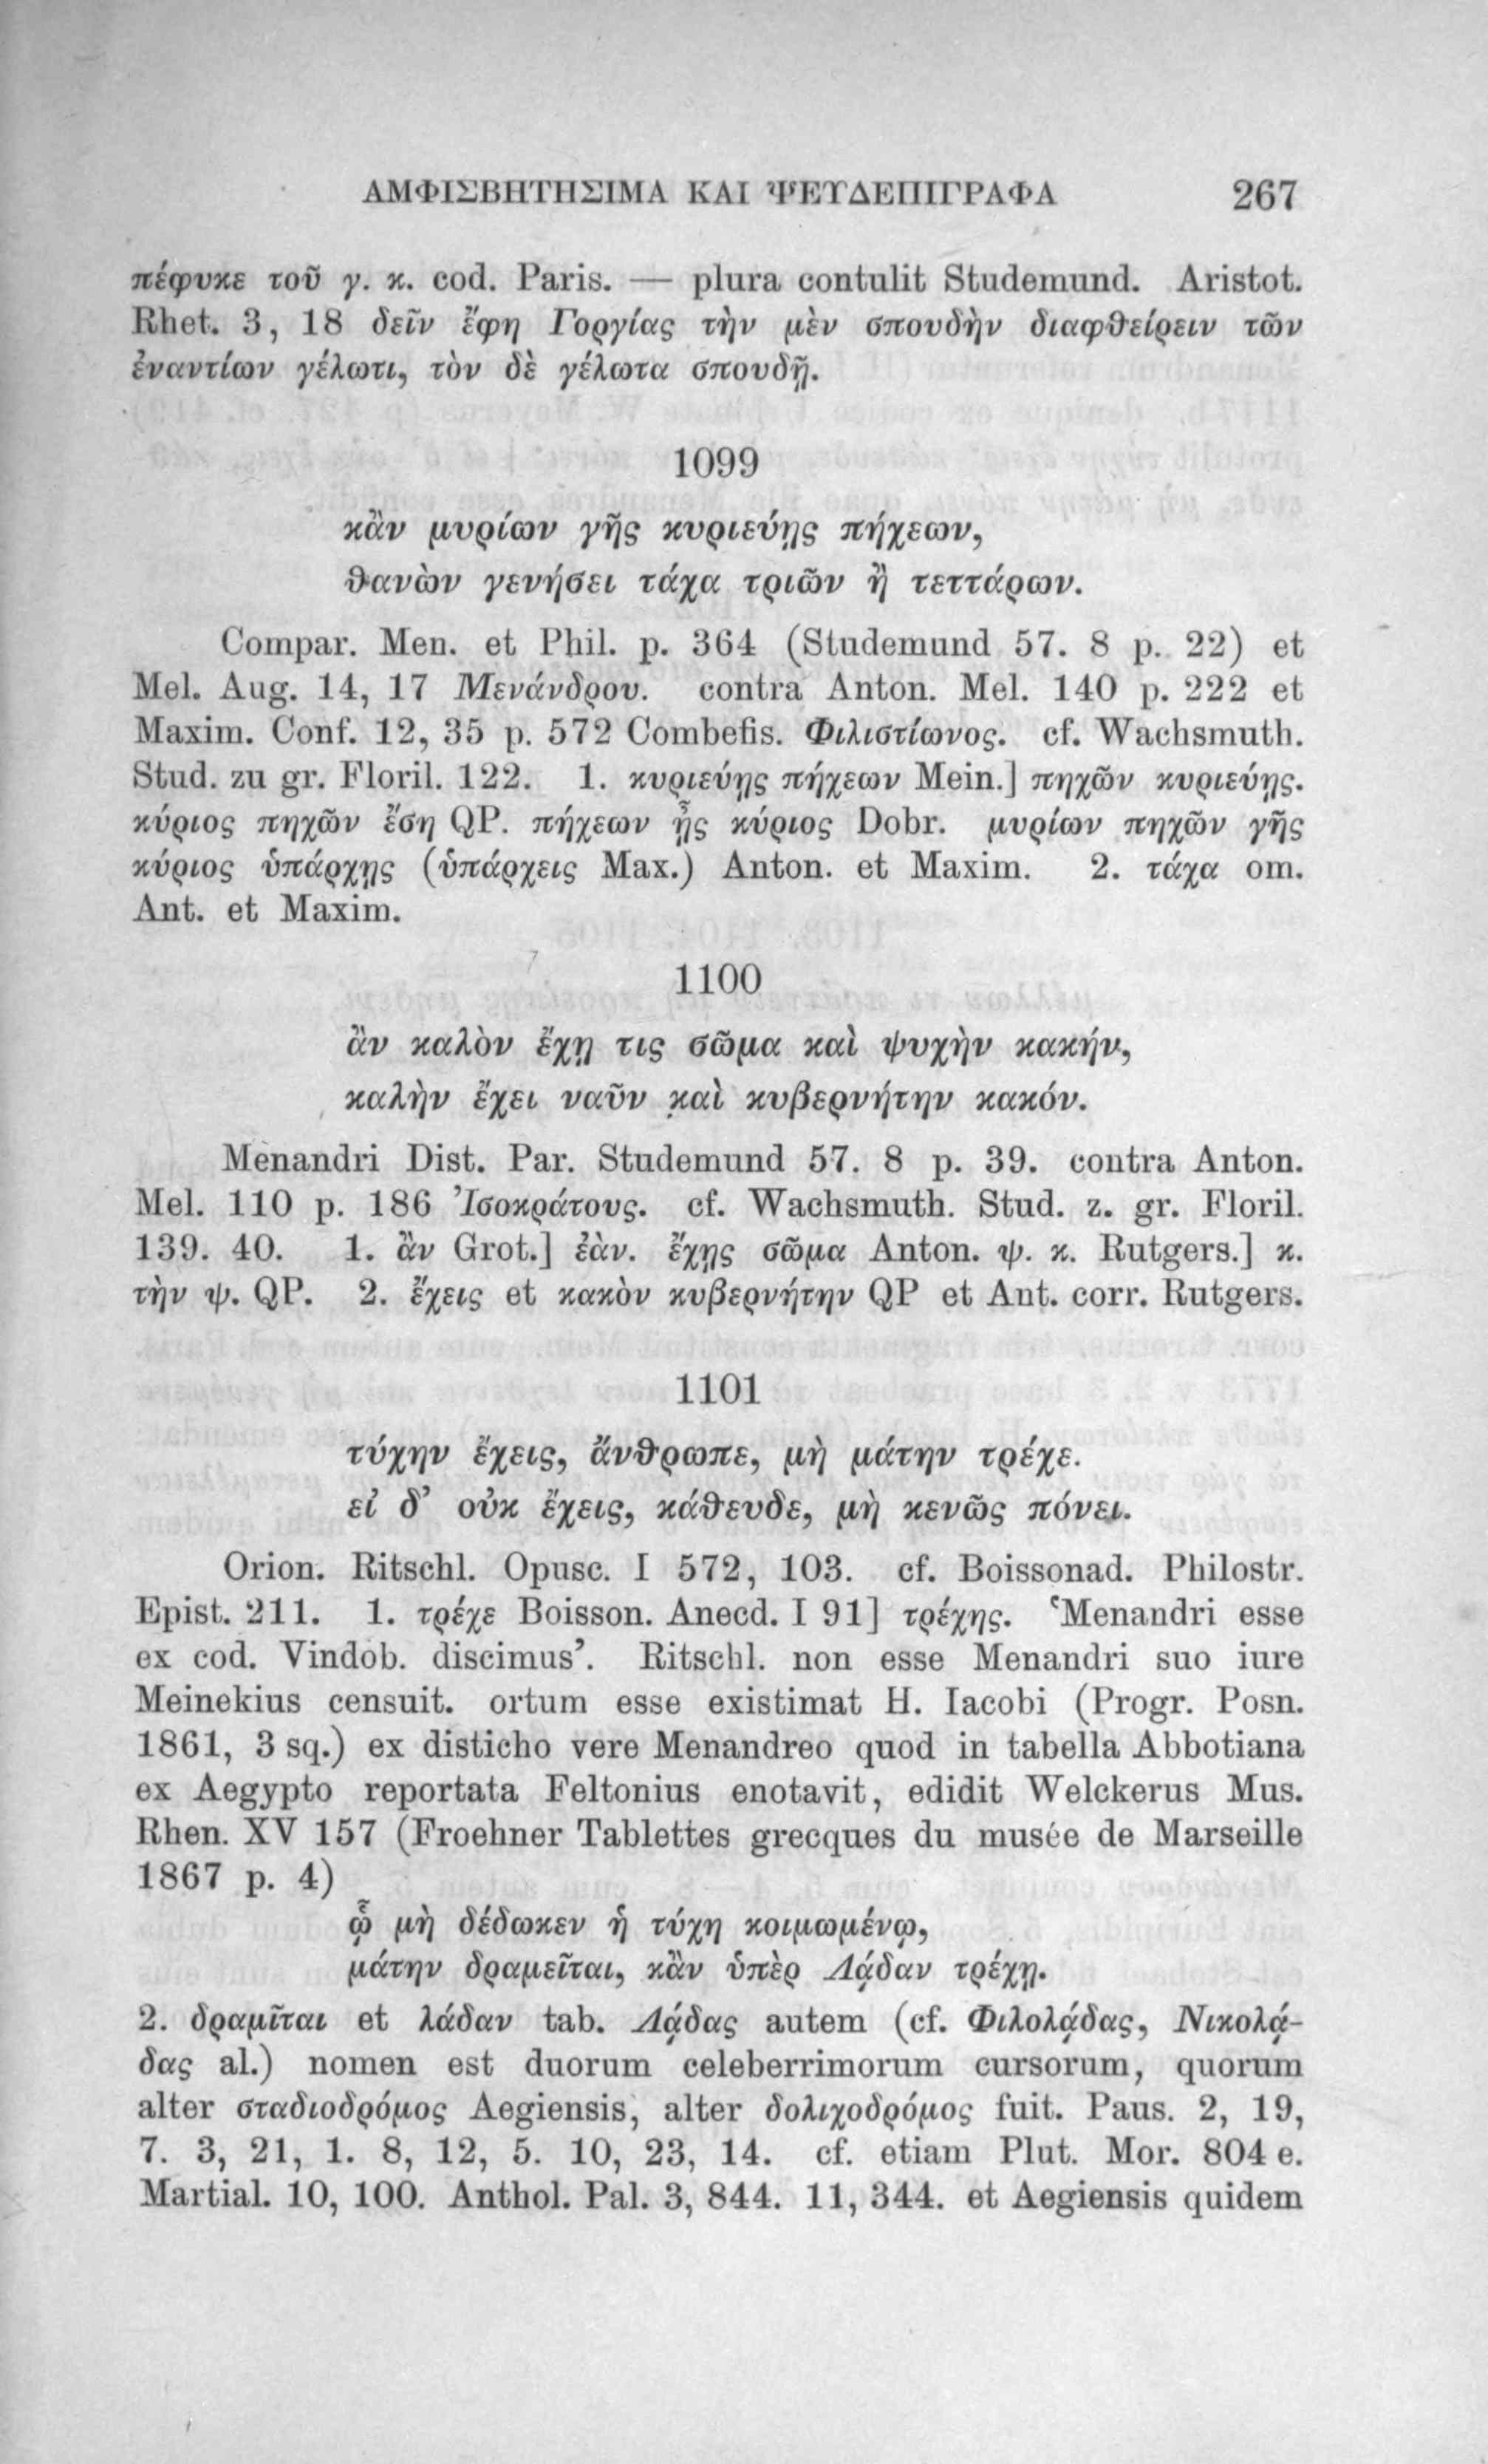 ΑΜΦΙΣΒΗΤΗΣΙΜΑ ΚΑΙ ΨΕΥΔΕΠΙΓΡΑΦΑ 267
πέφυκε τοῦ γ. κ. cod. Paris. — plura contulit Studemund. Aristot.
Rhet. 3, 18 δεῖν ἔφη Γοργίας τὴν μὲν σπουδὴν διαφθείρειν τῶν
ἐναντίων γέλωτι, τὸν δὲ γέλωτα σπουδῇ.
1099
κἂν μυρίων γῆς κυριεύῃς πήχεων,
θανὼν γενήσει τάχα τριῶν ἢ τεττάρων.
Compar. Men. et Phil. p. 364 (Studemund 57. 8 p. 22) et
Mel. Aug. 14, 17 Μενάνδρου. contra Anton. Mel. 140 p. 222 et
Maxim. Conf. 12, 35 p. 572 Combefis. Φιλιστίωνος. cf. Wachsmuth.
Stud. zu gr. Floril. 122. 1. κυριεύῃς πήχεων Mein.] πηχῶν κυριεύῃς.
κύριος πηχῶν ἔσῃ QP. πήχεων ᾖς κύριος Dobr. μυρίων πηχῶν γῆς
κύριος ὑπάρχῃς (ὑπάρχεις Max.) Anton. et Maxim. 2. τάχα om.
Ant. et Maxim.
1100
ἂν καλὸν ἔχῃ τις σῶμα καὶ ψυχὴν κακήν,
καλὴν ἔχει ναῦν καὶ κυβερνήτην κακόν.
Menandri Dist. Par. Studemund 57. 8 p. 39. contra Anton.
Mel. 110 p. 186 Ἰσοκράτους. cf. Wachsmuth. Stud. z. gr. Floril.
139. 40. 1. ἂν Grot.] ἐὰν. ἔχῃς σῶμα Anton. ψ. κ. Rutgers.] κ.
τὴν ψ. QP. 2. ἔχεις et κακὸν κυβερνήτην QP et Ant. corr. Rutgers.
1101
τύχην ἔχεις, ἄνθρωπε, μὴ μάτην τρέχε.
εἰ δ’ οὐκ ἔχεις, κάθευδε, μὴ κενῶς πόνει.
Orion. Ritschl. Opusc. I 572, 103. cf. Boissonad. Philostr.
Epist. 211. 1. τρέχε Boisson. Anecd. I 91] τρέχῃς. ‘Menandri esse
ex cod. Vindob. discimus’. Ritschl. non esse Menandri suo iure
Meinekius censuit. ortum esse existimat H. Iacobi (Progr. Posn.
1861, 3 sq.) ex disticho vere Menandreo quod in tabella Abbotiana
ex Aegypto reportata Feltonius enotavit, edidit Welckerus Mus.
Rhen. XV 157 (Froehner Tablettes grecques du musée de Marseille
1867 p. 4)
ᾧ μὴ δέδωκεν ἡ τύχη κοιμωμένῳ,
μάτην δραμεῖται, κἂν ὑπὲρ Λᾴδαν τρέχῃ.
2. δραμῖται et λάδαν tab. Λᾴδας autem (cf. Φιλολᾴδας, Νικολᾴ-
δας al.) nomen est duorum celeberrimorum cursorum, quorum
alter σταδιοδρόμος Aegiensis, alter δολιχοδρόμος fuit. Paus. 2, 19,
7. 3, 21, 1. 8, 12, 5. 10, 23, 14. cf. etiam Plut. Mor. 804 e.
Martial. 10, 100. Anthol. Pal. 3, 844. 11, 344. et Aegiensis quidem